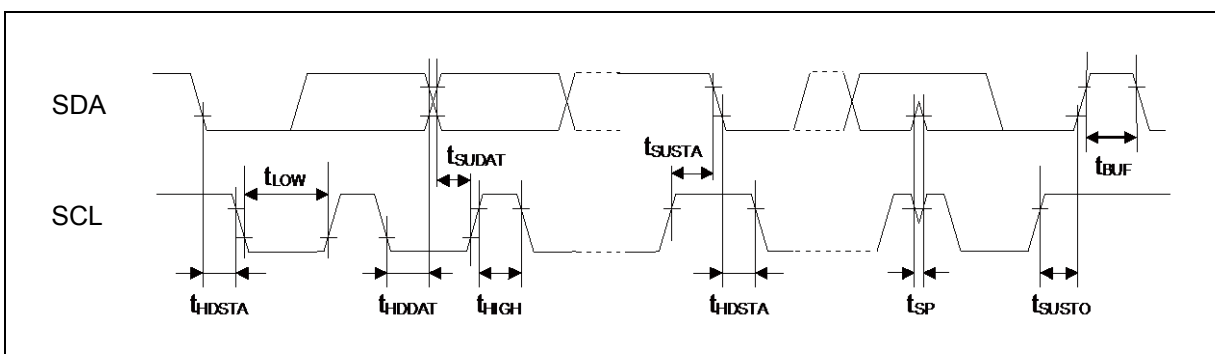 SDA
tSUDAT
tSUSTA
tBUF
tLOW
SCL
tHDSTA
tHDDAT
tHIGH
tHDSTA
tSP
tSUSTO